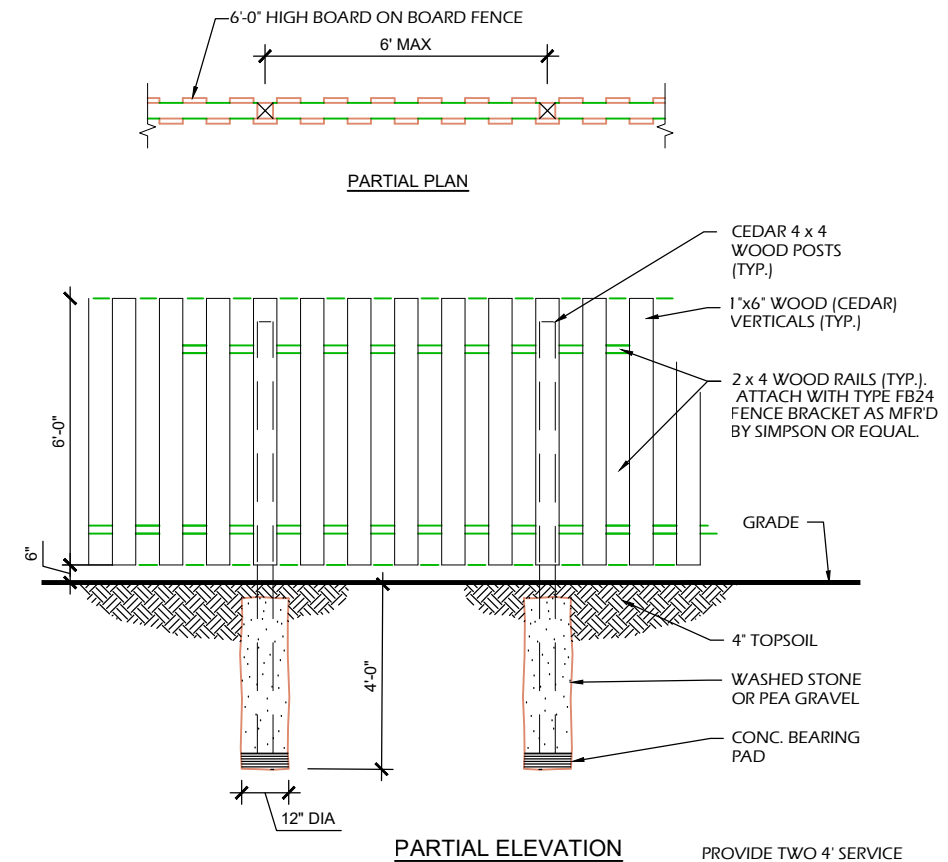 6'-0" HIGH BOARD ON BOARD FENCE
6' MAX
PARTIAL PLAN
CEDAR 4 x 4
WOOD POSTS
(TYP.)
1"x6" WOOD (CEDAR)
VERTICALS (TYP.)
2 x 4 WOOD RAILS (TYP.).
ATTACH WITH TYPE FB24
FENCE BRACKET AS MFR'D
BY SIMPSON OR EQUAL.
6'-0"
GRADE
6"
4" TOPSOIL
4'-0"
WASHED STONE
OR PEA GRAVEL
CONC. BEARING
PAD
12" DIA
PARTIAL ELEVATION
PROVIDE TWO 4' SERVICE